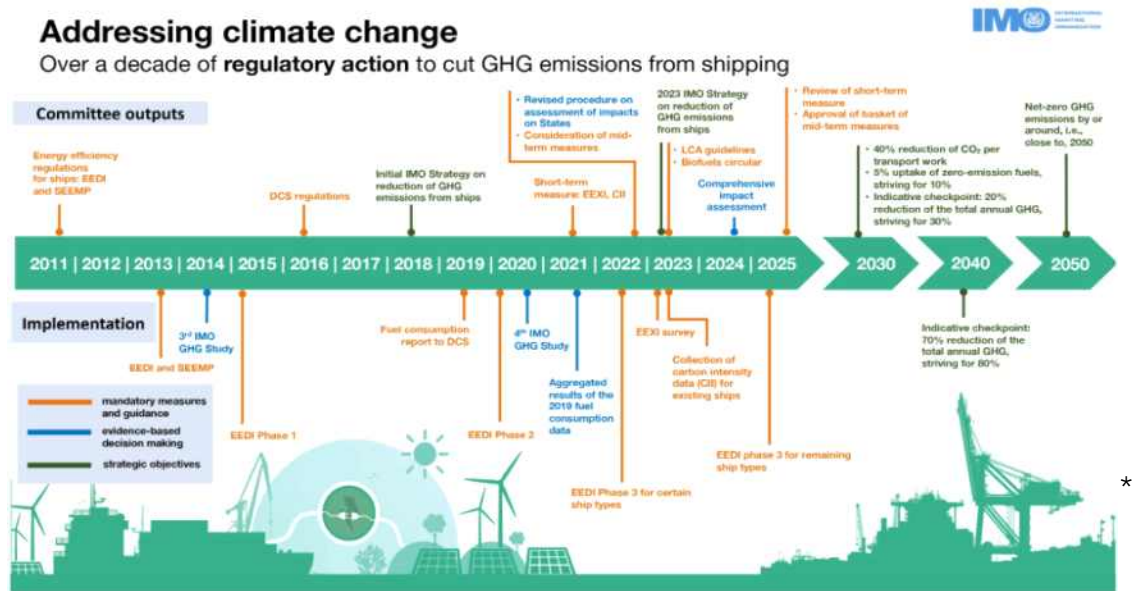 Addressing climate change
Over a decade of regulatory action to cut GHG emissions from shipping
IMO
INTERNATIONAL
MARITIME
ORGANIZATION
Committee outputs
Energy efficiency
regulations
for ships: EEDI
and SEEMP
DCS regulations
Initial IMO Strategy on
reduction of GHG
emissions from ships
• Revised procedure on
assessment of impacts
on States
• Consideration of mid-
term measures
Short-term
measure: EEXI, CII
2023 IMO Strategy
on reduction of
GHG emissions
from ships
• LCA guidelines
• Biofuels circular
Comprehensive
impact
assessment
• Review of short-term
measure
• Approval of basket of
mid-term measures
• 40% reduction of CO₂ per
transport work
• 5% uptake of zero-emission fuels,
striving for 10%
• Indicative checkpoint: 20%
reduction of the total annual GHG,
striving for 30%
Net-zero GHG
emissions by or
around, i.e.,
close to, 2050
2011 | 2012 | 2013 | 2014 | 2015 | 2016 | 2017 | 2018 | 2019 | 2020 | 2021 | 2022 | 2023 | 2024 | 2025
2030
2040
2050
Implementation
EEDI and SEEMP
3rd IMO
GHG Study
EEDI Phase 1
Fuel consumption
report to DCS
EEDI Phase 2
4th IMO
GHG Study
Aggregated
results of the
2019 fuel
consumption
data
EEDI Phase 3 for certain
ship types
EEXI survey
Collection of
carbon intensity
data (CII) for
existing ships
EEDI phase 3 for remaining
ship types
Indicative checkpoint:
70% reduction of the
total annual GHG,
striving for 80%
mandatory measures
and guidance
evidence-based
decision making
strategic objectives
*